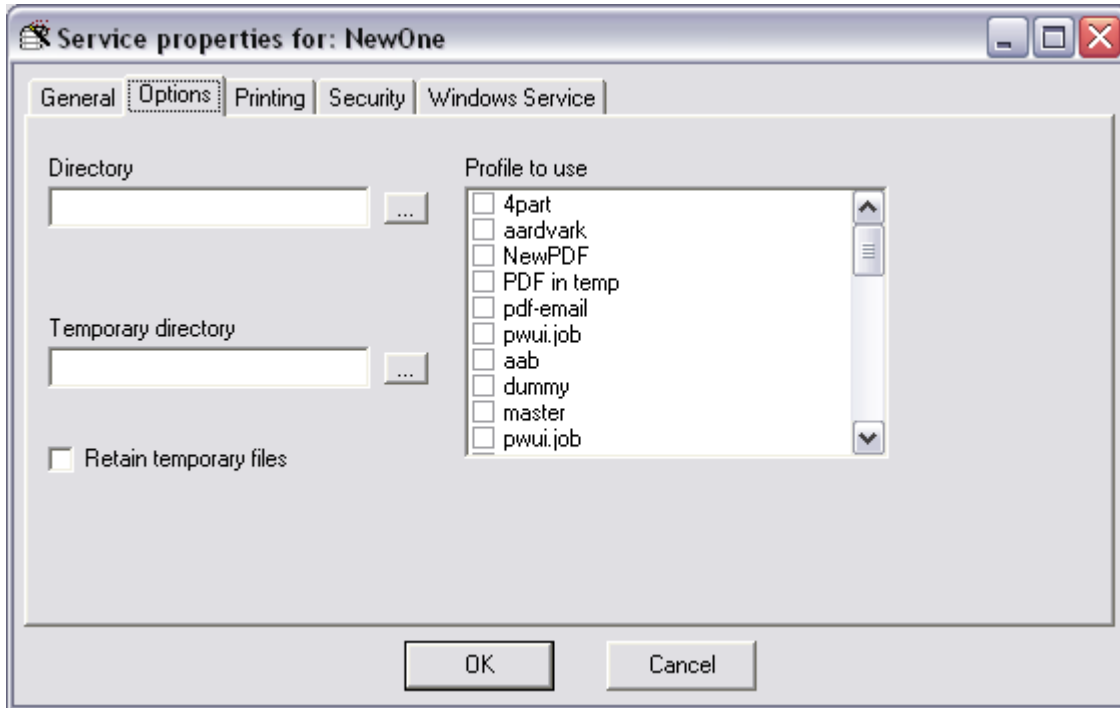 Service properties for: NewOne
General Options Printing Security Windows Service
Directory
...
Temporary directory
...
Retain temporary files
Profile to use
4part
aardvark
NewPDF
PDF in temp
pdf-email
pwui.job
aab
dummy
master
pwui.job
OK Cancel